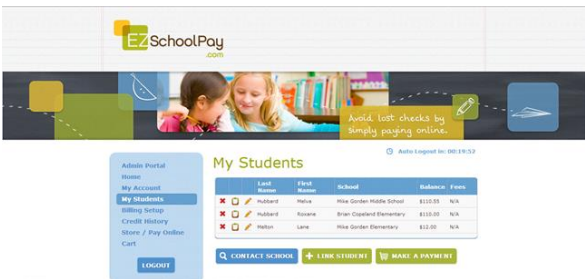 EZSchoolPay
.com
Avoid lost checks by
simply paying online.
Auto-Logout in: 00:19:52
Admin Portal
Home
My Account
My Students
Billing Setup
Credit History
Store / Pay Online
Cart
LOGOUT
My Students
Last Name First Name School Balance Fees
Hubbard Melva Mike Gorden Middle School $110.55 N/A
Hubbard Roxane Brian Copeland Elementary $110.30 N/A
Melton Lane Mike Gorden Elementary $12.00 N/A
CONTACT SCHOOL LINK STUDENT MAKE A PAYMENT